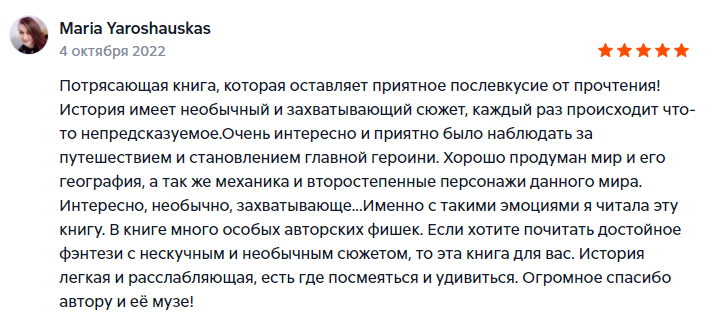 Maria Yaroshauskas
4 октября 2022
Потрясающая книга, которая оставляет приятное послевкусие от прочтения!
История имеет необычный и захватывающий сюжет, каждый раз происходит что-
то непредсказуемое.Очень интересно и приятно было наблюдать за
путешествием и становлением главной героини. Хорошо продуман мир и его
география, а так же механика и второстепенные персонажи данного мира.
Интересно, необычно, захватывающе...Именно с такими эмоциями я читала эту
книгу. В книге много особых авторских фишек. Если хотите почитать достойное
фэнтези с нескучным и необычным сюжетом, то эта книга для вас. История
легкая и расслабляющая, есть где посмеяться и удивиться. Огромное спасибо
автору и её музе!